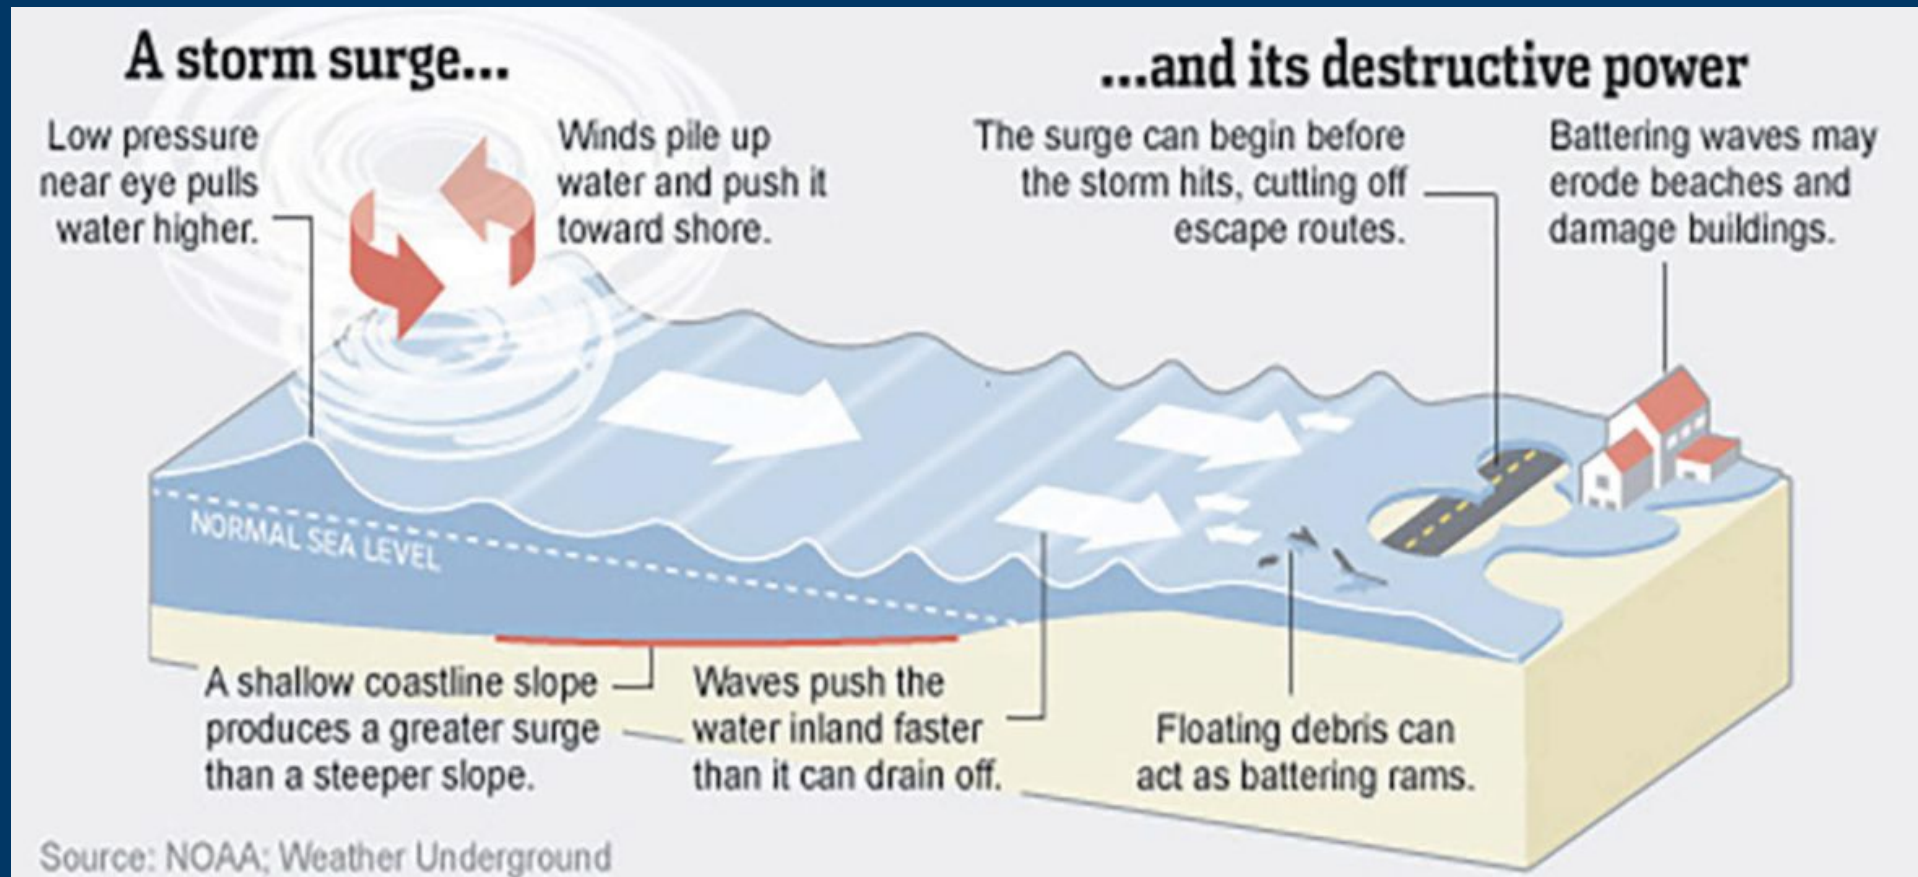 A storm surge...
Low pressure
near eye pulls
water higher.
Winds pile up
water and push it
toward shore.
...and its destructive power
The surge can begin before
the storm hits, cutting off
escape routes.
Battering waves may
erode beaches and
damage buildings.
NORMAL SEA LEVEL
A shallow coastline slope
produces a greater surge
than a steeper slope.
Waves push the
water inland faster
than it can drain off.
Floating debris can
act as battering rams.
Source: NOAA; Weather Underground